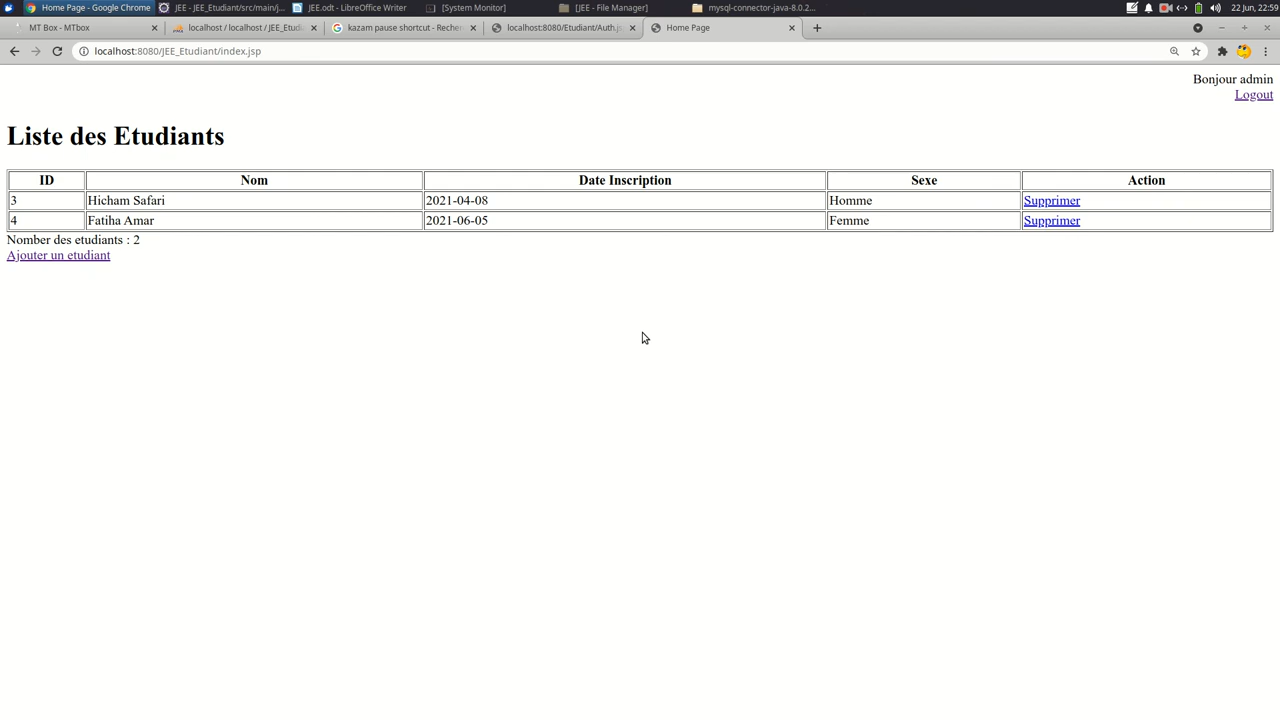 Home Page - Google Chrome JEE - JEE_Etudiant/src/main/j... JEE.odt - LibreOffice Writer [System Monitor] [JEE - File Manager] mysql-connector-java-8.0.2... 22 Jun, 22:59
MT Box - MTbox localhost / localhost / JEE_Etudi kazam pause shortcut - Recher localhost:8080/Etudiant/Auth.js Home Page
localhost:8080/JEE_Etudiant/index.jsp
Bonjour admin
Logout
Liste des Etudiants
ID Nom Date Inscription Sexe Action
3 Hicham Safari 2021-04-08 Homme Supprimer
4 Fatiha Amar 2021-06-05 Femme Supprimer
Nomber des etudiants : 2
Ajouter un etudiant